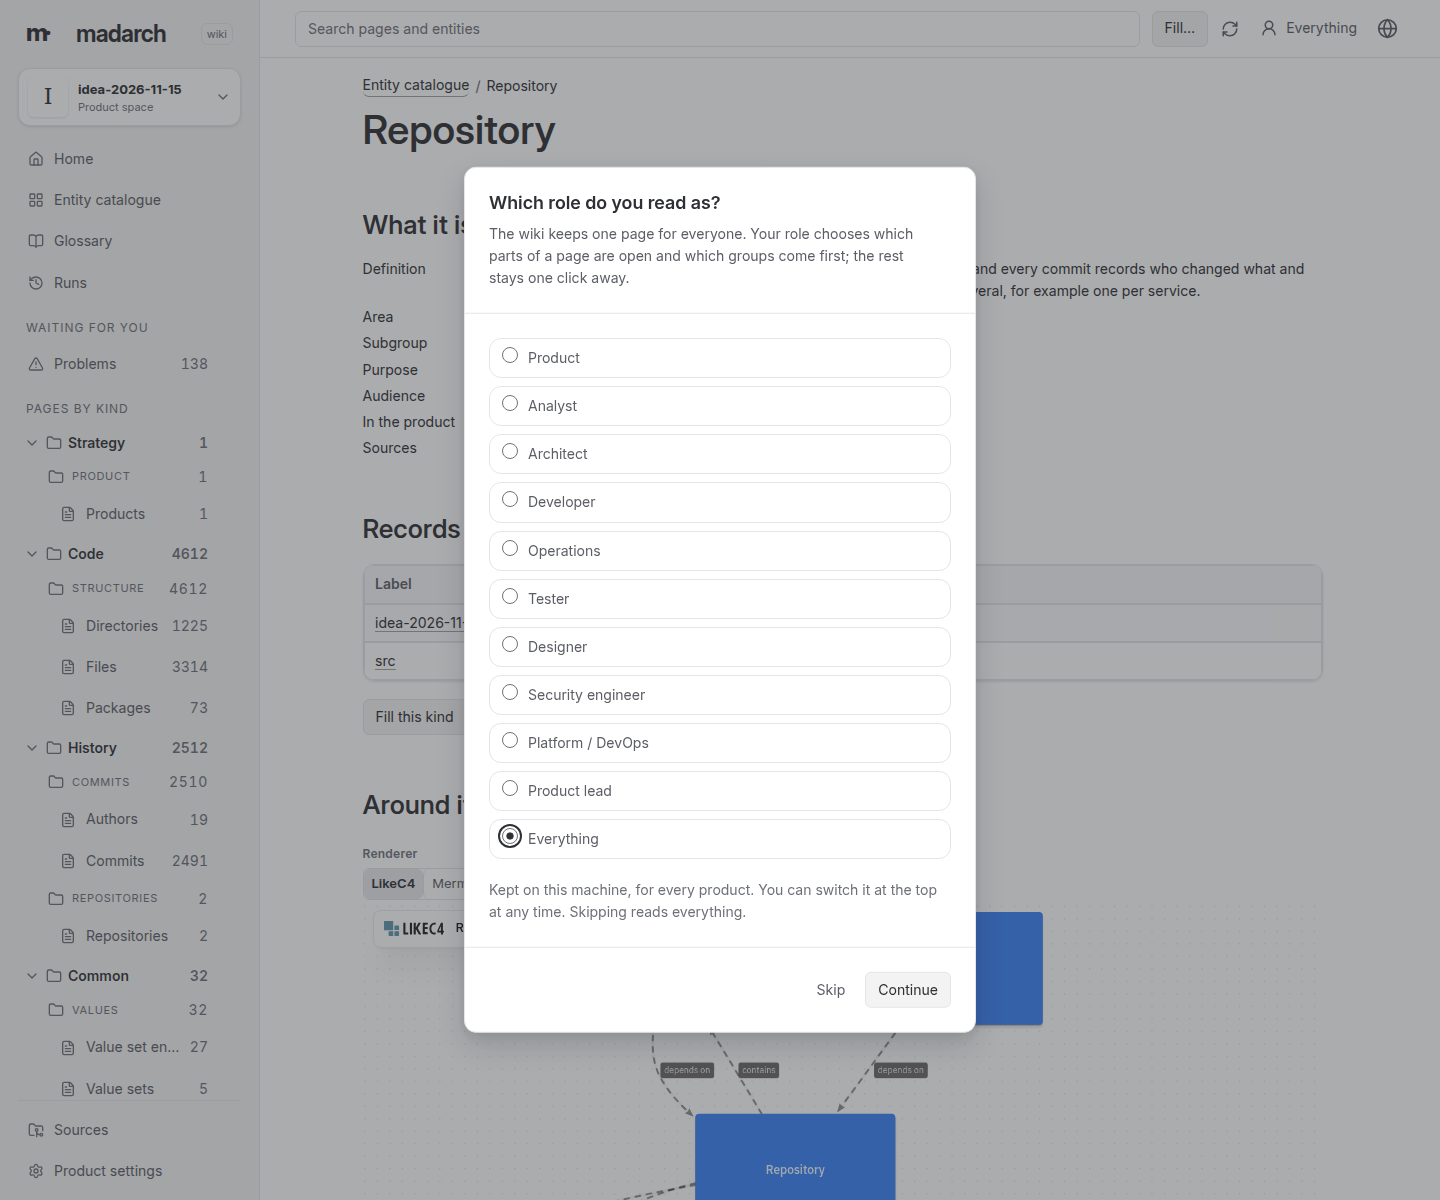 madarch
wiki
I
idea-2026-11-15
Product space
Home
Entity catalogue
Glossary
Runs
WAITING FOR YOU
Problems 138
PAGES BY KIND
Strategy 1
PRODUCT 1
Products 1
Code 4612
STRUCTURE 4612
Directories 1225
Files 3314
Packages 73
History 2512
COMMITS 2510
Authors 19
Commits 2491
REPOSITORIES 2
Repositories 2
Common 32
VALUES 32
Value set en... 27
Value sets 5
Sources
Product settings
Search pages and entities
Fill...
Everything
Entity catalogue / Repository
Repository
What it is
Definition
and every commit records who changed what and
for example one per service.
Area
Subgroup
Purpose
Audience
In the product
Sources
Records
Label
idea-2026-11-
src
Fill this kind
Around
Renderer
LikeC4
LIKEC4
depends on
contains
depends on
Repository
Which role do you read as?
The wiki keeps one page for everyone. Your role chooses which
parts of a page are open and which groups come first; the rest
stays one click away.
Product
Analyst
Architect
Developer
Operations
Tester
Designer
Security engineer
Platform / DevOps
Product lead
Everything
Kept on this machine, for every product. You can switch it at the top
at any time. Skipping reads everything.
Skip
Continue